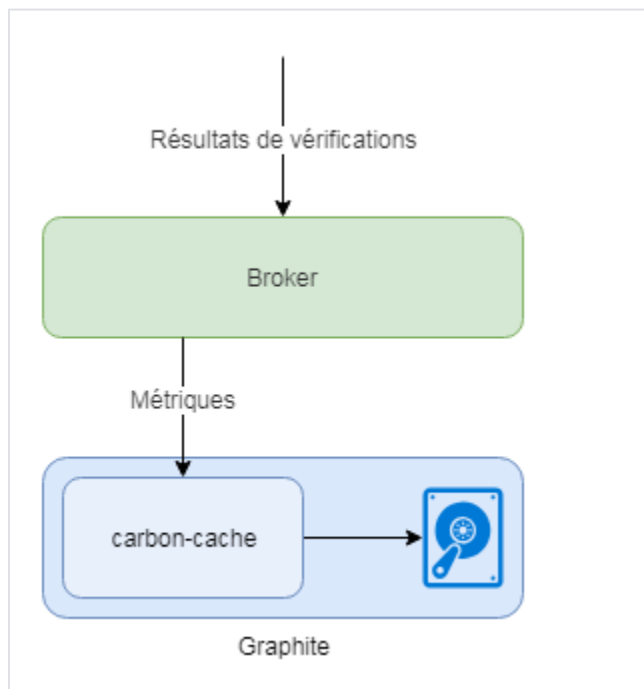 Résultats de vérifications
Broker
Métriques
carbon-cache
Graphite